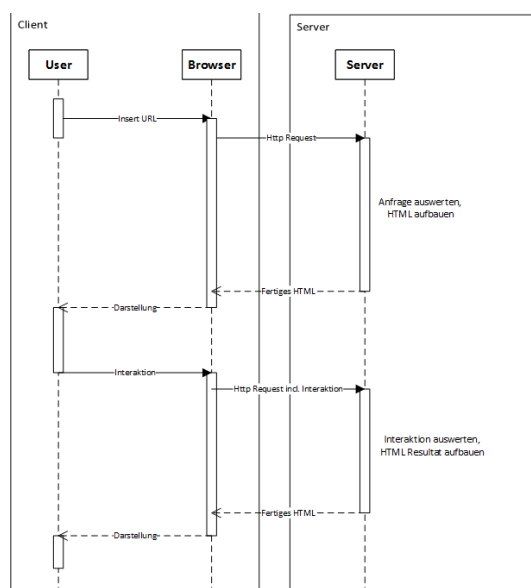 Client
Server
User
Browser
Server
Insert URL
Http Request
Anfrage auswerten,
HTML aufbauen
Fertiges HTML
Darstellung
Interaktion
Http Request incl. Interaktion
Interaktion auswerten,
HTML Resultat aufbauen
Fertiges HTML
Darstellung